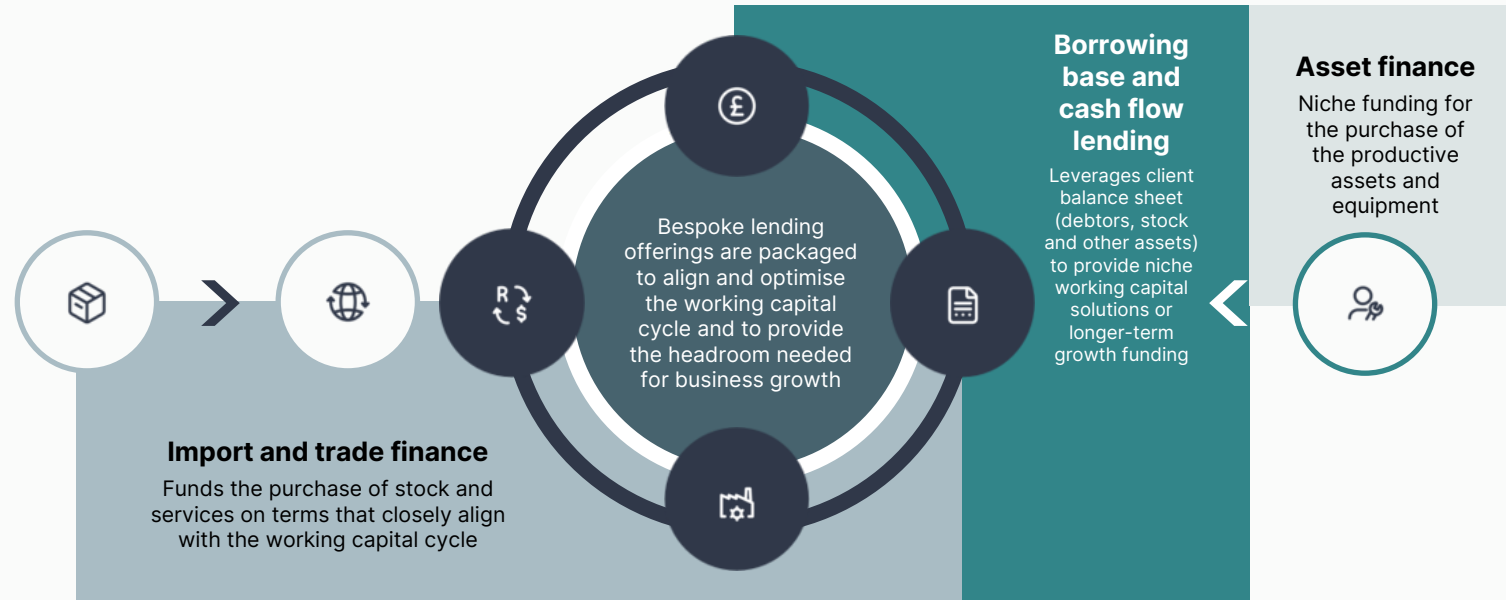 Borrowing
base and
cash flow
lending
Leverages client
balance sheet
(debtors, stock
and other assets)
to provide niche
working capital
solutions or
longer-term
growth funding
Asset finance
Niche funding for
the purchase of
the productive
assets and
equipment
£
R
$
Bespoke lending
offerings are packaged
to align and optimise
the working capital
cycle and to provide
the headroom needed
for business growth
Import and trade finance
Funds the purchase of stock and
services on terms that closely align
with the working capital cycle